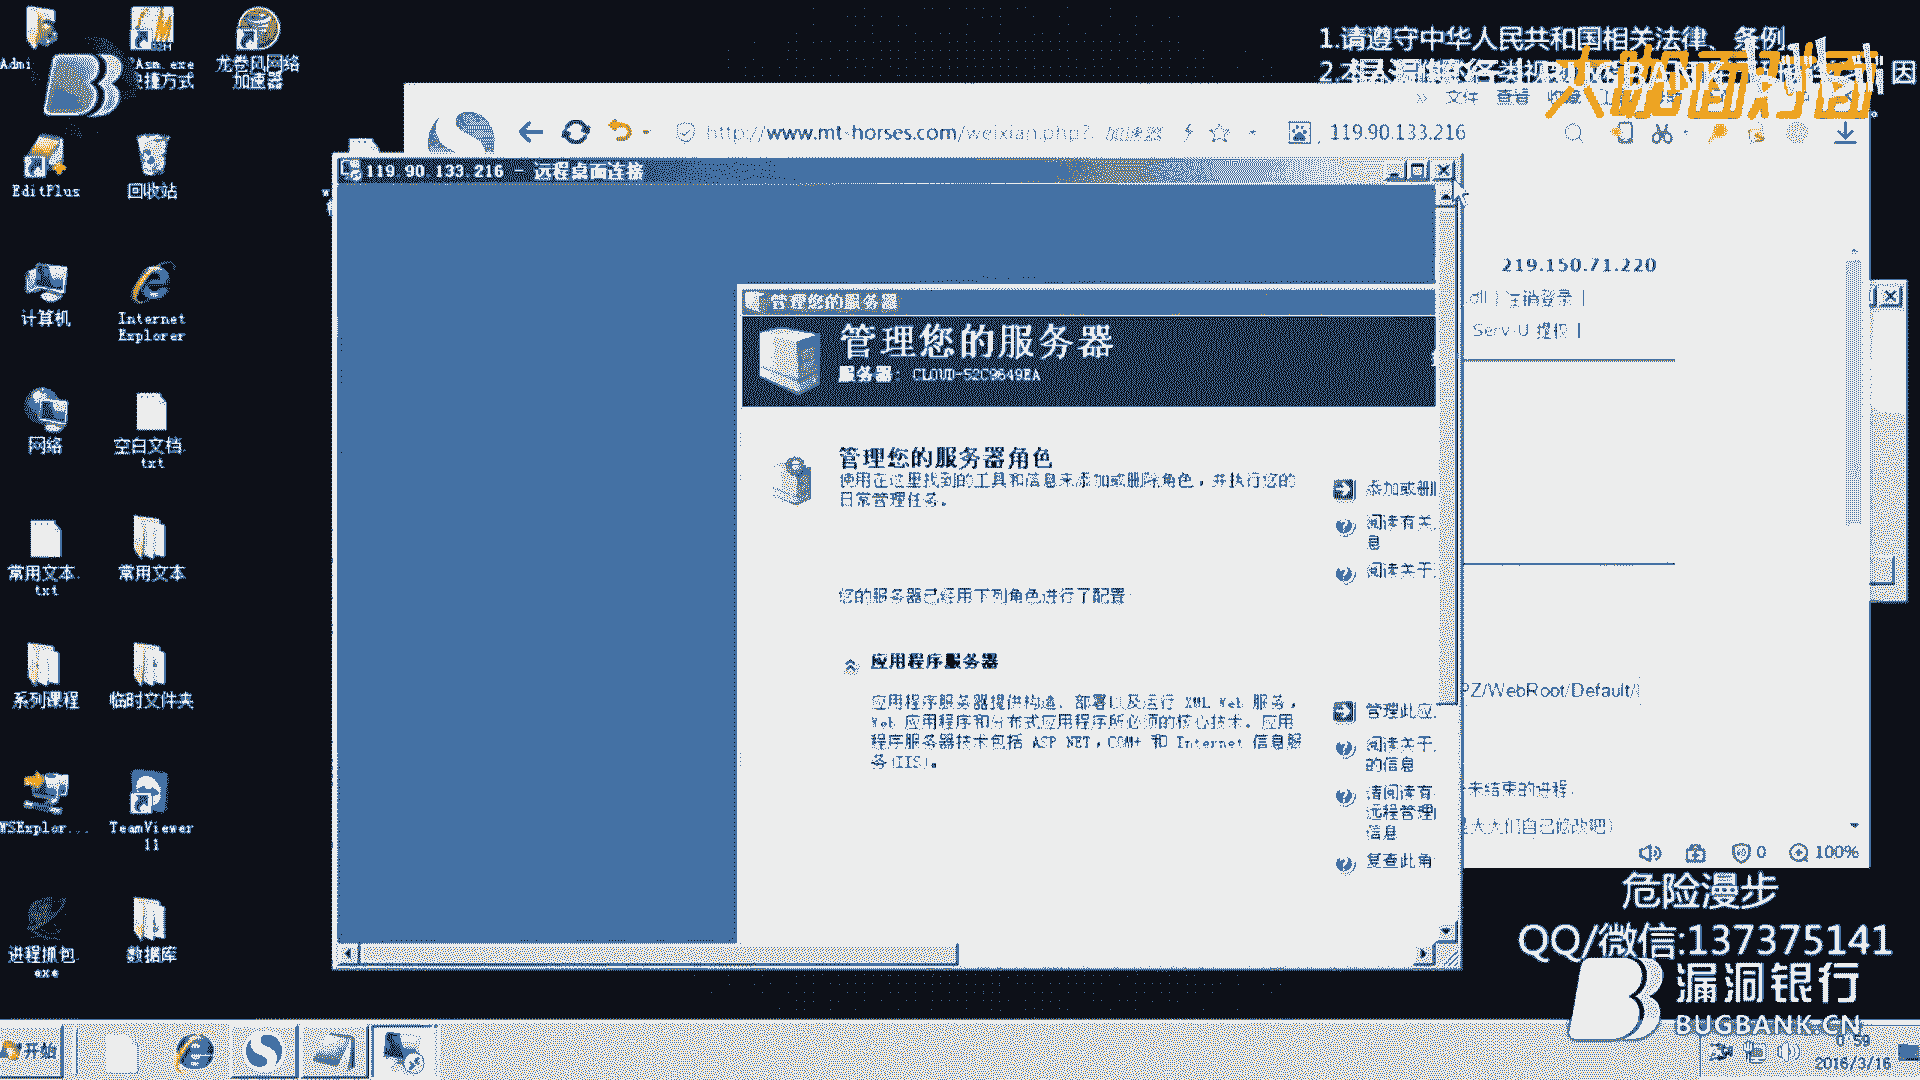 1.请遵守中华人民共和国相关法律、条例
大咖面对面
文件 查看 收藏
http://www.mt-horses.com/weixian.php?
119.90.133.216
Admi
龙卷风网络
加速器
EditPlus
回收站
计算机
Internet
Explorer
网络
空白文档.
txt
常用文本.
txt
常用文本
系列课程
临时文件夹
WSExplor...
TeamViewer
11
进程抓包.
exe
数据库
119.90.133.216 - 远程桌面连接
管理您的服务器
管理您的服务器
服务器： CLOUD-52C9649EA
管理您的服务器角色
使用在这里找到的工具和信息来添加或删除角色，并执行您的
日常管理任务。
添加或删
阅读有关
息
阅读关于
您的服务器已经用下列角色进行了配置
应用程序服务器
应用程序服务器提供构造、部署以及运行 XML Web 服务，
Web 应用程序和分布式应用程序所必须的核心技术。应用
程序服务器技术包括 ASP.NET，COM+ 和 Internet 信息服
务(IIS)。
管理此应
阅读关于
的信息
请阅读有
远程管理
信息
复查此角
219.150.71.220
dll | 注销登录 |
Serv-U 提权 |
PZ/WebRoot/Default/
未结束的进程.
大大们自己修改吧)
0
100%
危险漫步
QQ/微信:137375141
漏洞银行
BUGBANK.CN
开始
0:59
2016/3/16